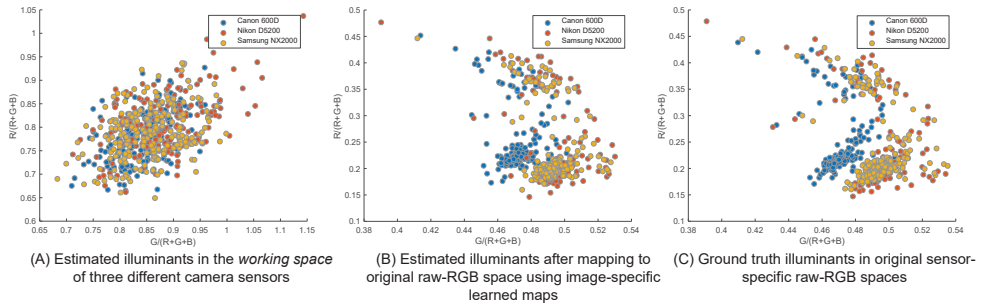 1.05
1
0.95
0.9
0.85
0.8
0.75
0.7
0.65
0.6
R/(R+G+B)
0.65 0.7 0.75 0.8 0.85 0.9 0.95 1 1.05 1.1 1.15
G/(R+G+B)
Canon 600D
Nikon D5200
Samsung NX2000
(A) Estimated illuminants in the working space
of three different camera sensors
0.5
0.45
0.4
0.35
0.3
0.25
0.2
0.15
0.1
R/(R+G+B)
0.38 0.4 0.42 0.44 0.46 0.48 0.5 0.52 0.54
G/(R+G+B)
Canon 600D
Nikon D5200
Samsung NX2000
(B) Estimated illuminants after mapping to
original raw-RGB space using image-specific
learned maps
0.5
0.45
0.4
0.35
0.3
0.25
0.2
0.15
0.1
R/(R+G+B)
0.38 0.4 0.42 0.44 0.46 0.48 0.5 0.52 0.54
G/(R+G+B)
Canon 600D
Nikon D5200
Samsung NX2000
(C) Ground truth illuminants in original sensor-
specific raw-RGB spaces